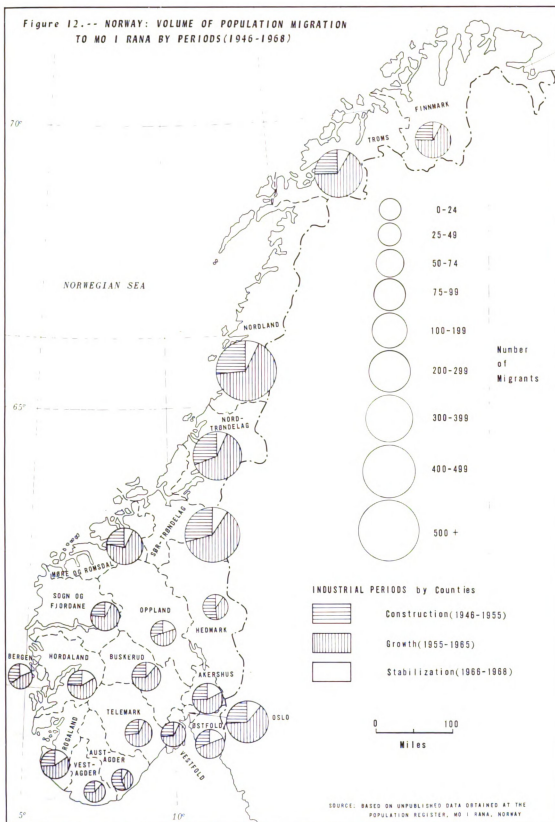 Figure 12.-- NORWAY: VOLUME OF POPULATION MIGRATION
TO MO I RANA BY PERIODS(1946-1968)
70°
FINNMARK
TROMS
0-24
25-49
50-74
75-99
100-199
200-299
300-399
400-499
500 +
Number
of
Migrants
NORWEGIAN SEA
NORDLAND
65°
NORD-
TRØNDELAG
SØR-TRØNDELAG
MØRE OG ROMSDAL
SOGN OG
FJORDANE
OPPLAND
HEDMARK
BERGEN
HORDALAND
BUSKERUD
AKERSHUS
OSLO
TELEMARK
ØSTFOLD
VESTFOLD
ROGALAND
AUST-
AGDER
VEST-
AGDER
INDUSTRIAL PERIODS by Counties
Construction(1946-1955)
Growth(1955-1965)
Stabilization(1966-1968)
0 100
Miles
5°
10°
SOURCE: BASED ON UNPUBLISHED DATA OBTAINED AT THE
POPULATION REGISTER, MO I RANA, NORWAY